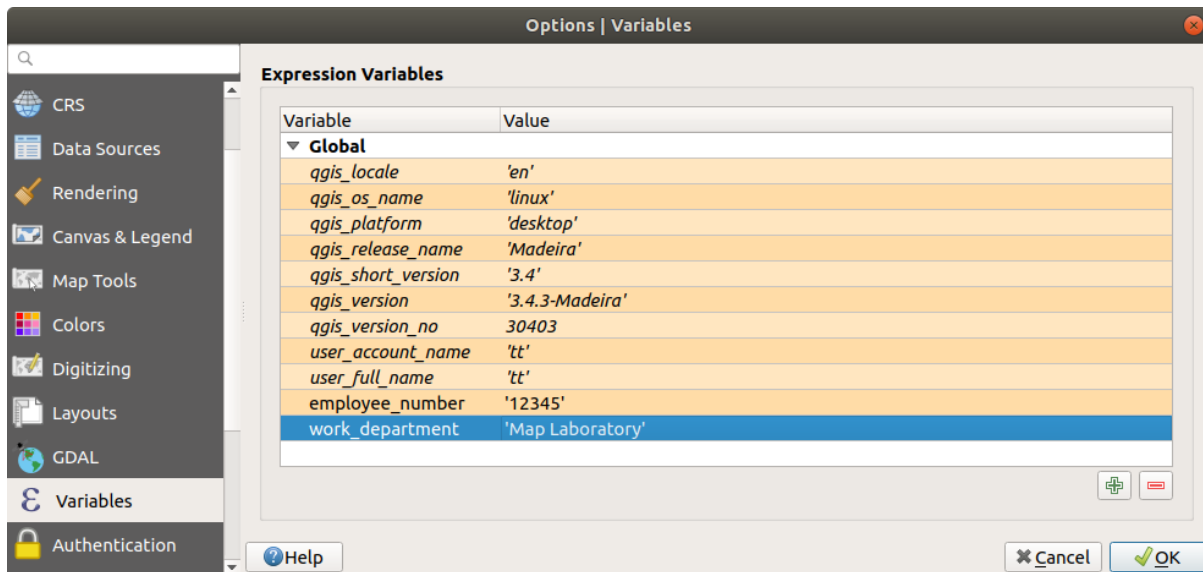 Options | Variables
CRS
Data Sources
Rendering
Canvas & Legend
Map Tools
Colors
Digitizing
Layouts
GDAL
ε Variables
Authentication
Expression Variables
Variable Value
Global
qgis_locale 'en'
qgis_os_name 'linux'
qgis_platform 'desktop'
qgis_release_name 'Madeira'
qgis_short_version '3.4'
qgis_version '3.4.3-Madeira'
qgis_version_no 30403
user_account_name 'tt'
user_full_name 'tt'
employee_number '12345'
work_department 'Map Laboratory'
Help Cancel OK